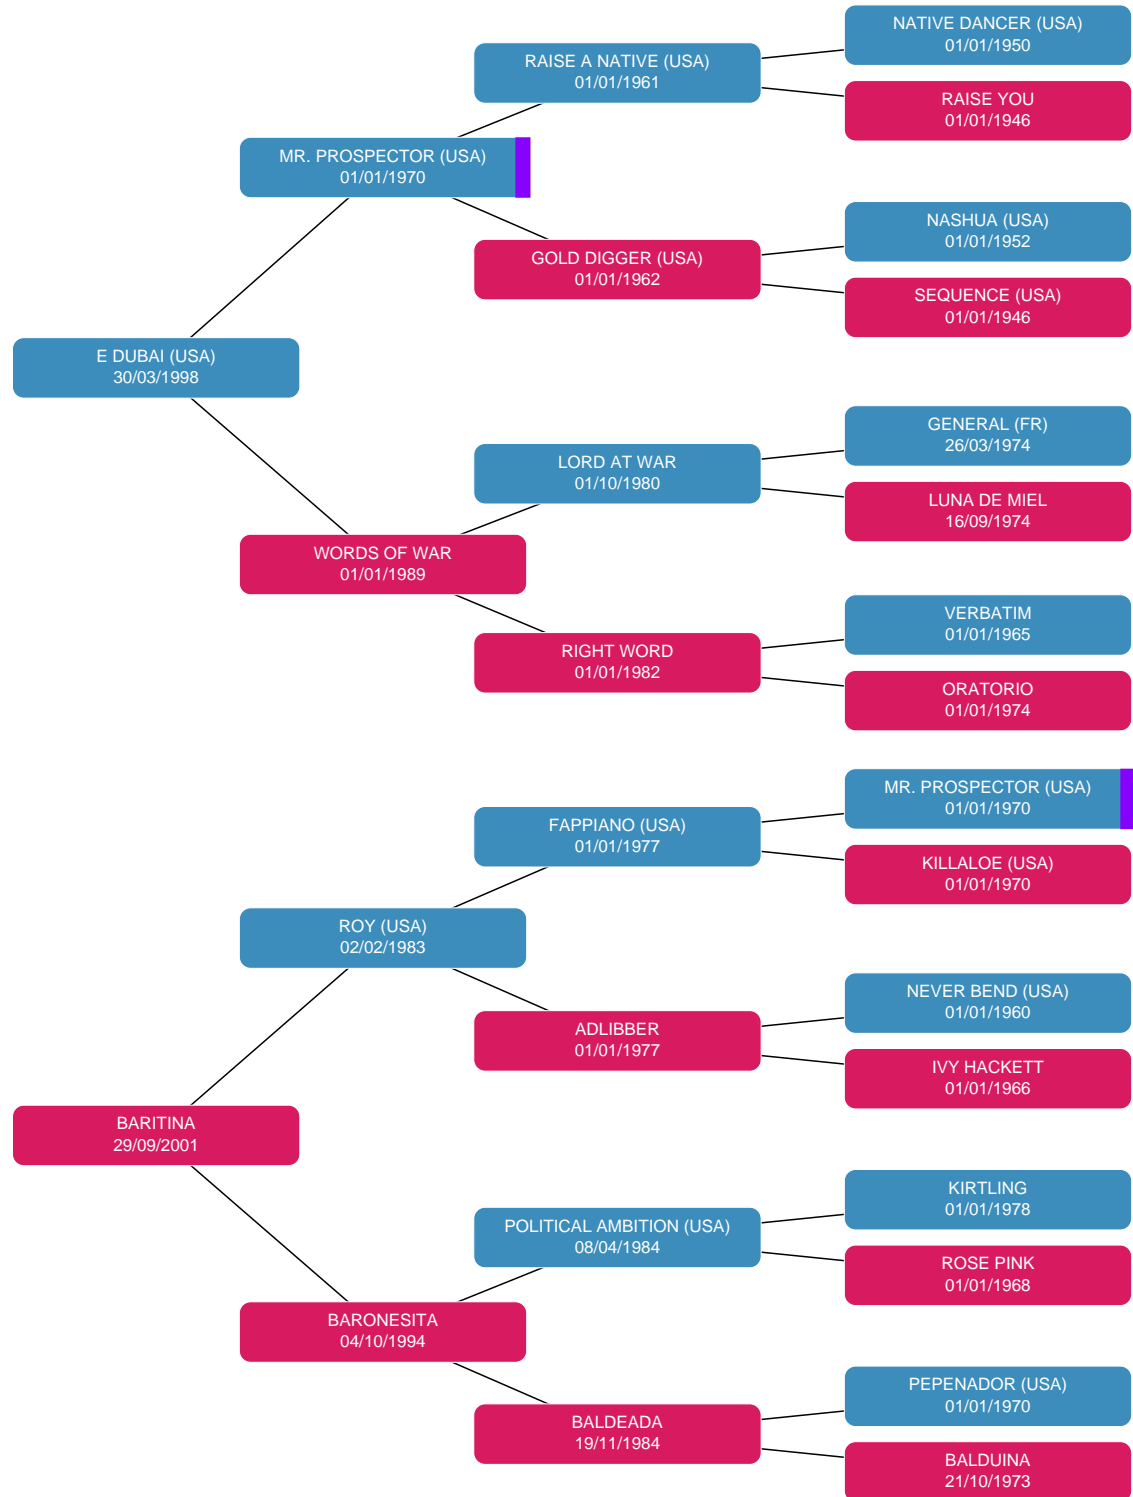 NATIVE DANCER (USA)
01/01/1950
RAISE A NATIVE (USA)
01/01/1961
RAISE YOU
01/01/1946
MR. PROSPECTOR (USA)
01/01/1970
NASHUA (USA)
01/01/1952
GOLD DIGGER (USA)
01/01/1962
SEQUENCE (USA)
01/01/1946
E DUBAI (USA)
30/03/1998
GENERAL (FR)
26/03/1974
LORD AT WAR
01/10/1980
LUNA DE MIEL
16/09/1974
WORDS OF WAR
01/01/1989
VERBATIM
01/01/1965
RIGHT WORD
01/01/1982
ORATORIO
01/01/1974
MR. PROSPECTOR (USA)
01/01/1970
FAPPIANO (USA)
01/01/1977
KILLALOE (USA)
01/01/1970
ROY (USA)
02/02/1983
NEVER BEND (USA)
01/01/1960
ADLIBBER
01/01/1977
IVY HACKETT
01/01/1966
BARITINA
29/09/2001
KIRTLING
01/01/1978
POLITICAL AMBITION (USA)
08/04/1984
ROSE PINK
01/01/1968
BARONESITA
04/10/1994
PEPENADOR (USA)
01/01/1970
BALDEADA
19/11/1984
BALDUINA
21/10/1973